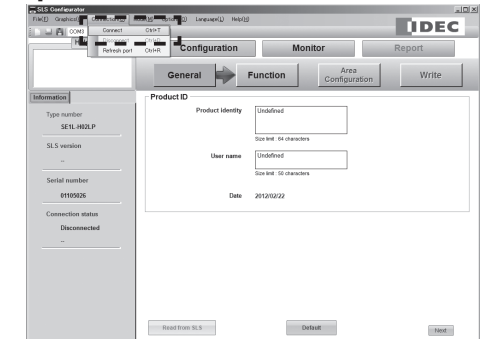 SLS Configurator
File(F) Graphics(G) Language(L) Help(H)
COM3
Connect Ctrl+T
Disconnect Ctrl+D
Refresh port Ctrl+R
IDEC
Configuration Monitor Report
General Function Area Configuration Write
Information
Type number
SE1L-H02LP
SLS version
--
Serial number
01105026
Connection status
Disconnected
--
Product ID
Product identity Undefined
Size limit : 64 characters
User name Undefined
Size limit : 50 characters
Date 2012/02/22
Read from SLS Default Next